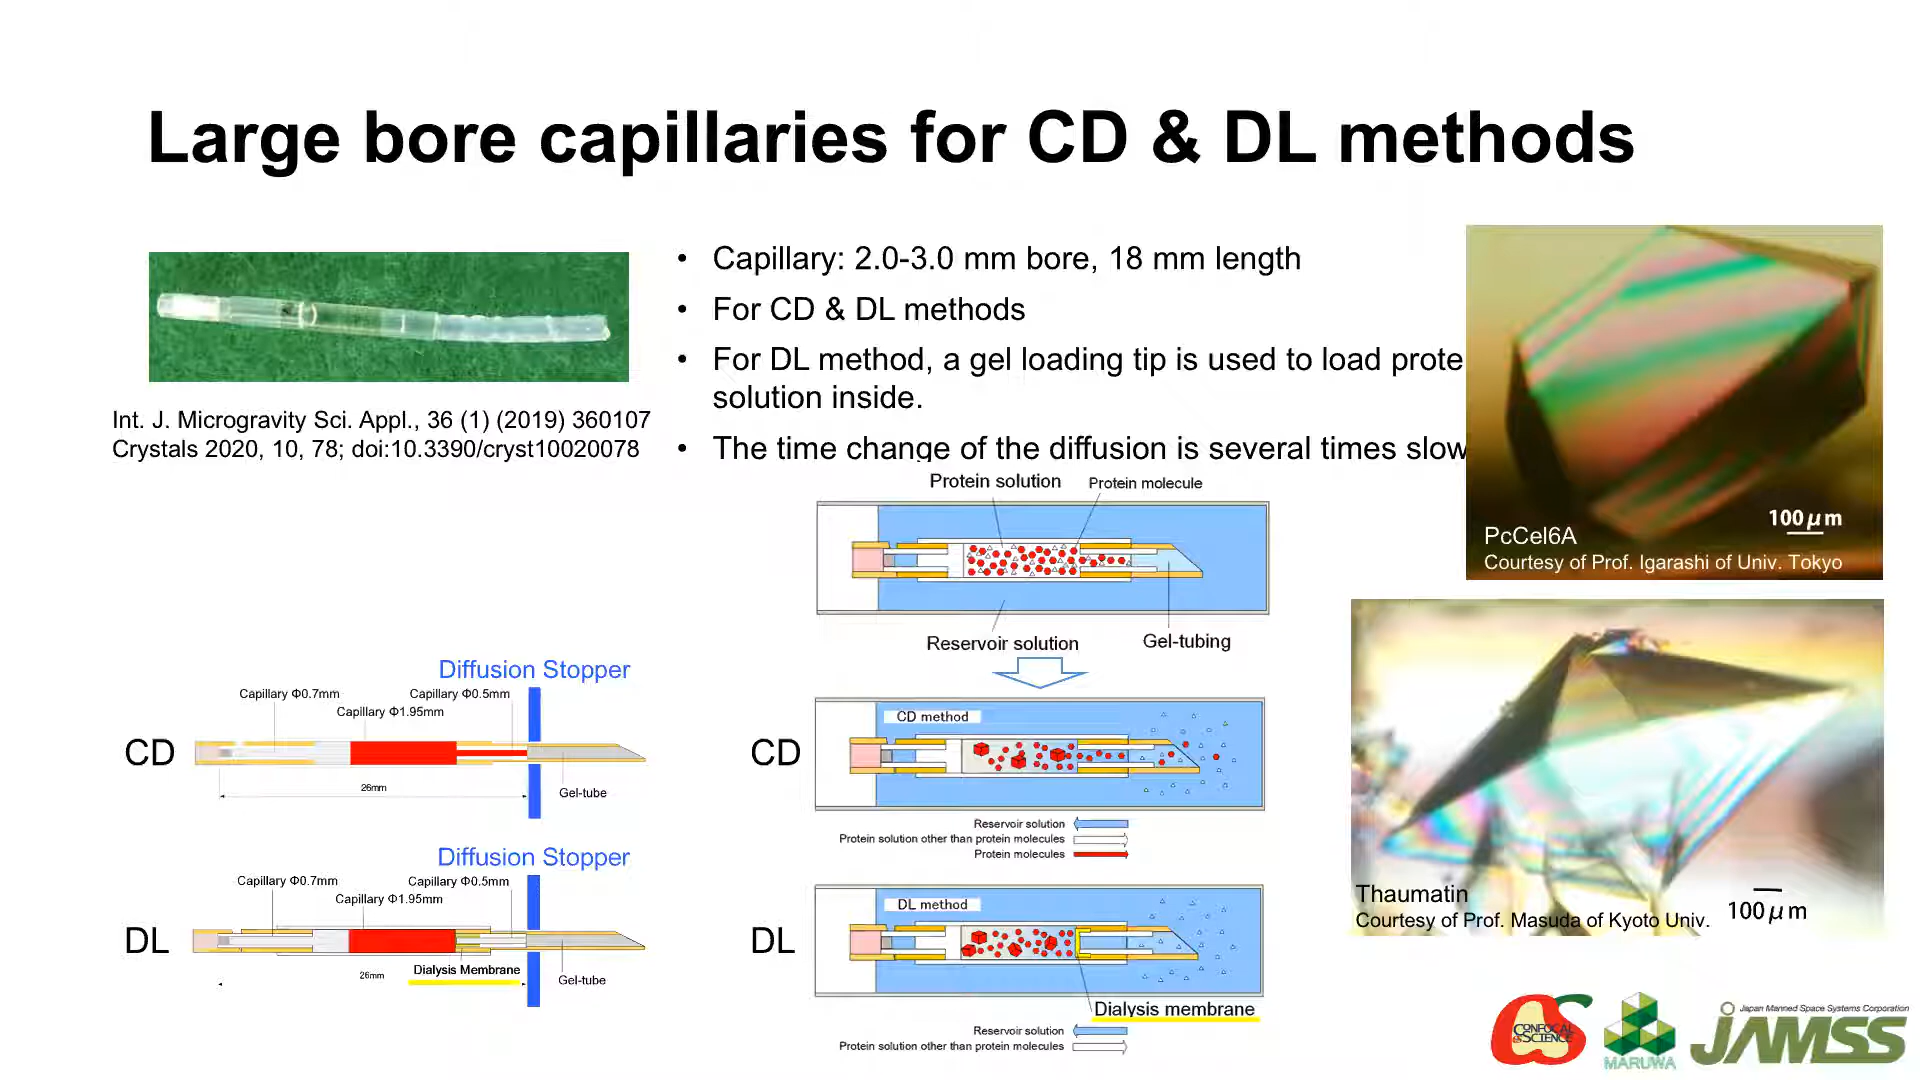 Large bore capillaries for CD & DL methods
• Capillary: 2.0-3.0 mm bore, 18 mm length
• For CD & DL methods
• For DL method, a gel loading tip is used to load prote
solution inside.
• The time change of the diffusion is several times slow
Int. J. Microgravity Sci. Appl., 36 (1) (2019) 360107
Crystals 2020, 10, 78; doi:10.3390/cryst10020078
Diffusion Stopper
Capillary Φ0.7mm
Capillary Φ0.5mm
Capillary Φ1.95mm
CD
26mm
Gel-tube
Diffusion Stopper
Capillary Φ0.7mm
Capillary Φ0.5mm
Capillary Φ1.95mm
DL
26mm
Dialysis Membrane
Gel-tube
Protein solution
Protein molecule
Reservoir solution
Gel-tubing
CD method
CD
Reservoir solution
Protein solution other than protein molecules
Protein molecules
DL method
DL
Dialysis membrane
Reservoir solution
Protein solution other than protein molecules
100 μm
PcCel6A
Courtesy of Prof. Igarashi of Univ. Tokyo
Thaumatin
Courtesy of Prof. Masuda of Kyoto Univ.
100 μm
CONFOCAL
SCIENCE
MARUWA
Japan Manned Space Systems Corporation
JAMSS